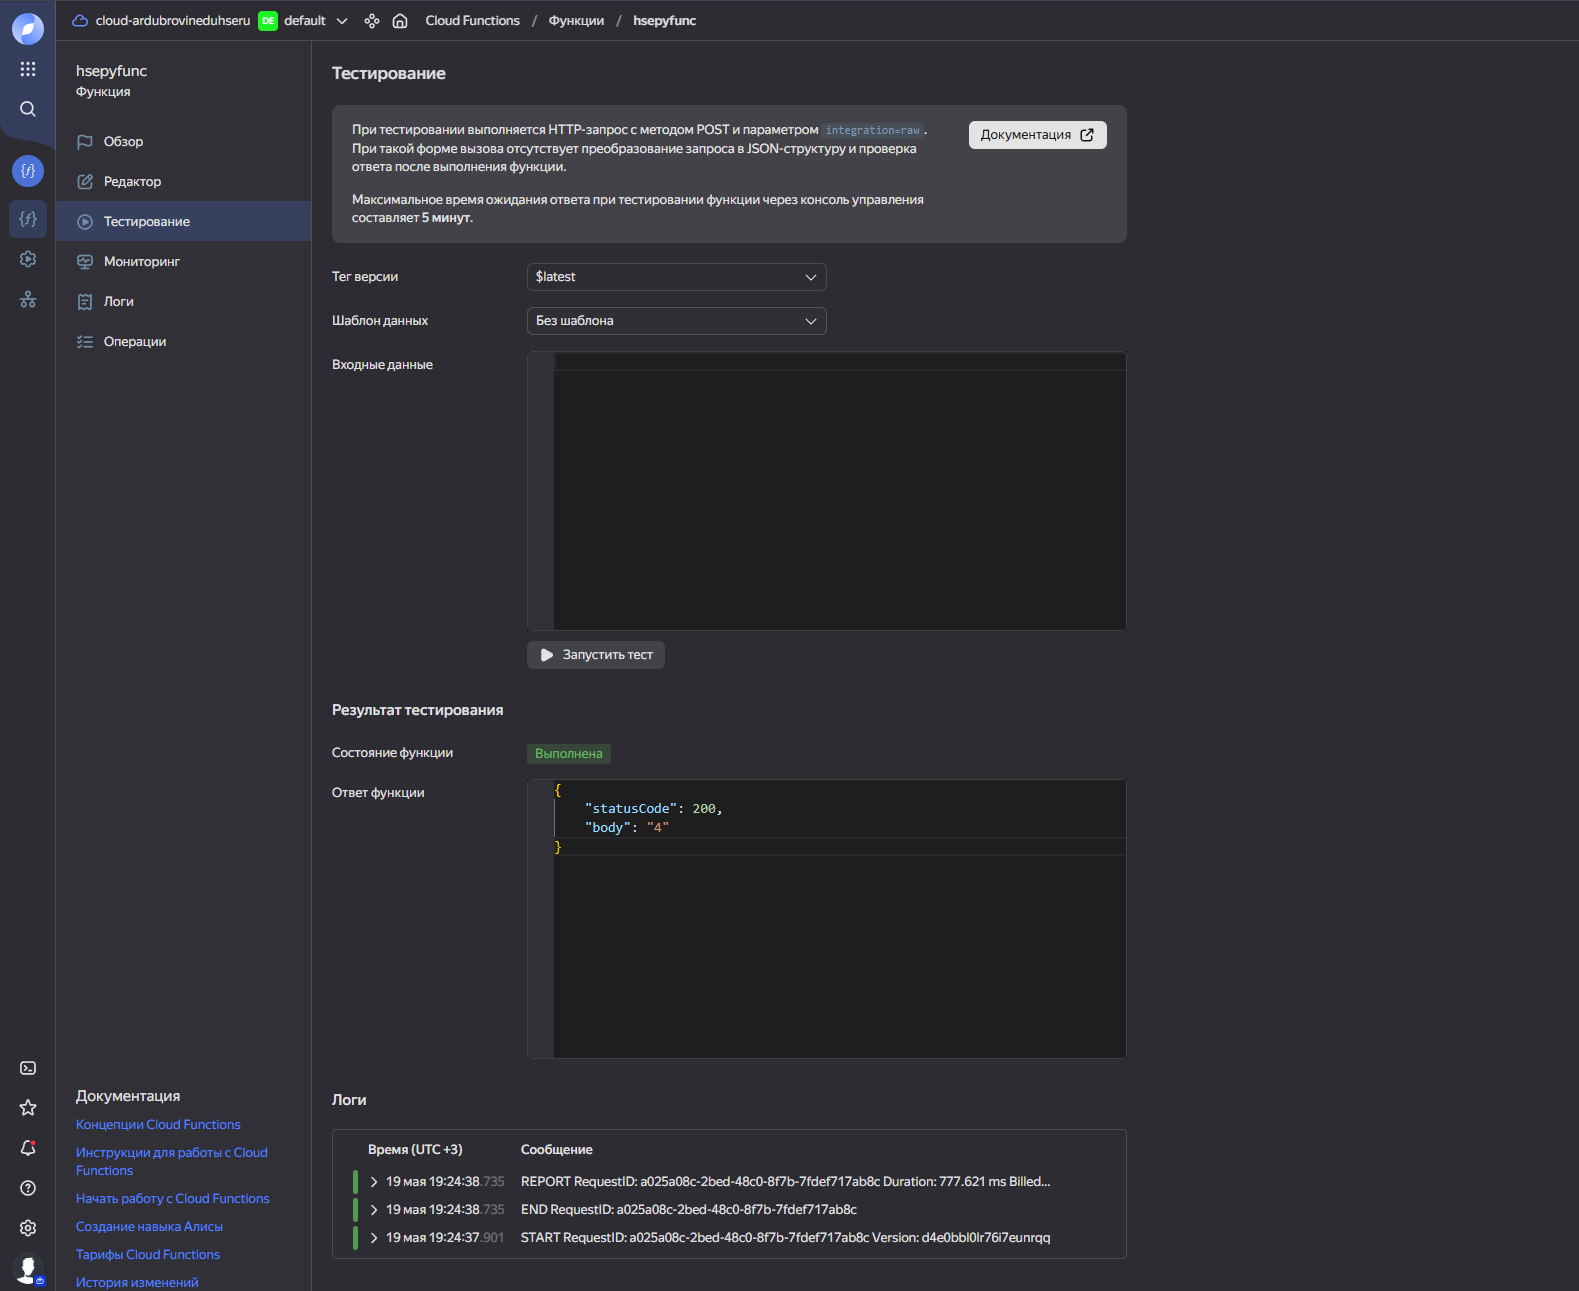 cloud-ardubrovineduhseru DE default Cloud Functions / Функции / hsepyfunc
hsepyfunc
Функция
Обзор
Редактор
Тестирование
Мониторинг
Логи
Операции
Документация
Концепции Cloud Functions
Инструкции для работы с Cloud
Functions
Начать работу с Cloud Functions
Создание навыка Алисы
Тарифы Cloud Functions
История изменений
Тестирование
При тестировании выполняется HTTP-запрос с методом POST и параметром integration=raw .
При такой форме вызова отсутствует преобразование запроса в JSON-структуру и проверка
ответа после выполнения функции.
Максимальное время ожидания ответа при тестировании функции через консоль управления
составляет 5 минут.
Документация
Тег версии
$latest
Шаблон данных
Без шаблона
Входные данные
Запустить тест
Результат тестирования
Состояние функции
Выполнена
Ответ функции
{
"statusCode": 200,
"body": "4"
}
Логи
Время (UTC +3) Сообщение
19 мая 19:24:38.735 REPORT RequestID: a025a08c-2bed-48c0-8f7b-7fdef717ab8c Duration: 777.621 ms Billed...
19 мая 19:24:38.735 END RequestID: a025a08c-2bed-48c0-8f7b-7fdef717ab8c
19 мая 19:24:37.901 START RequestID: a025a08c-2bed-48c0-8f7b-7fdef717ab8c Version: d4e0bbl0lr76i7eunrqq